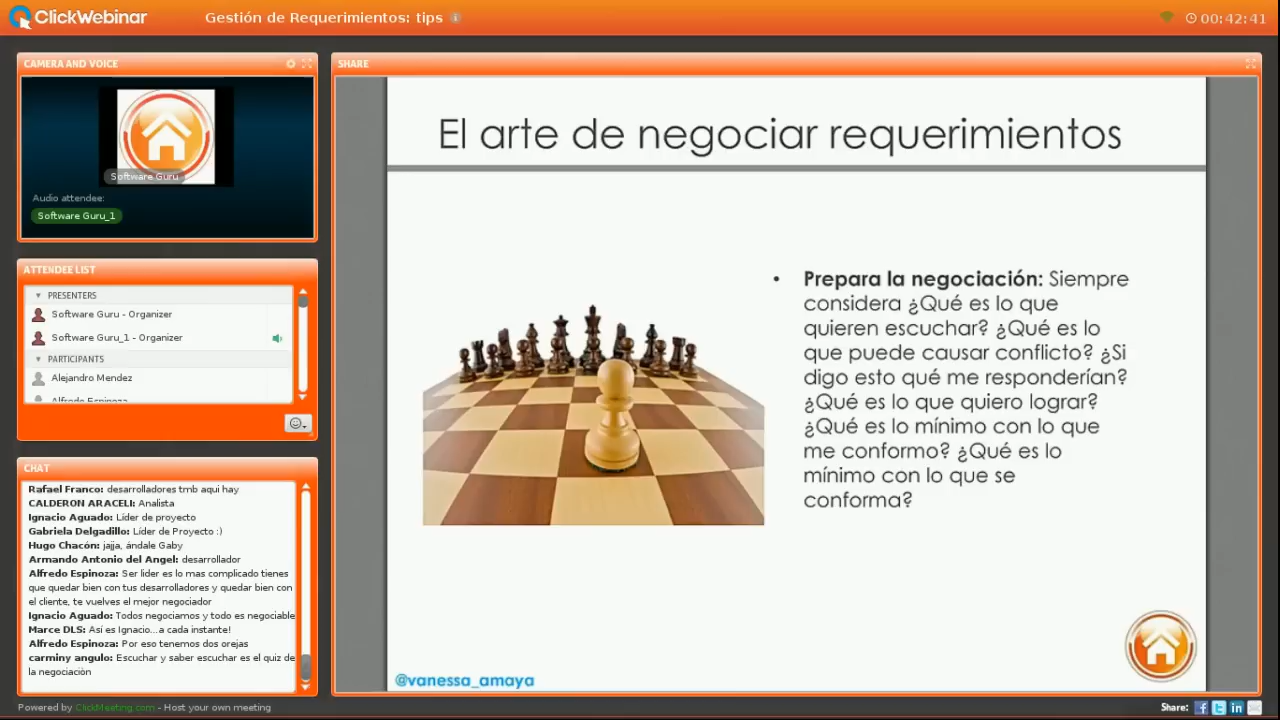 ClickWebinar
Gestión de Requerimientos: tips
00:42:41
CAMERA AND VOICE
Software Guru
Audio attendee:
Software Guru_1
ATTENDEE LIST
PRESENTERS
Software Guru - Organizer
Software Guru_1 - Organizer
PARTICIPANTS
Alejandro Mendez
Alfredo Espinoza
CHAT
Rafael Franco: desarrolladores tmb aqui hay
CALDERON ARACELI: Analista
Ignacio Aguado: Líder de proyecto
Gabriela Delgadillo: Líder de Proyecto :)
Hugo Chacón: jajja, ándale Gaby
Armando Antonio del Angel: desarrollador
Alfredo Espinoza: Ser lider es lo mas complicado tienes
que quedar bien con tus desarrolladores y quedar bien con
el cliente, te vuelves el mejor negociador
Ignacio Aguado: Todos negociamos y todo es negociable
Marce DLS: Así es Ignacio...a cada instante!
Alfredo Espinoza: Por eso tenemos dos orejas
carminy angulo: Escuchar y saber escuchar es el quiz de
la negociaciòn
SHARE
El arte de negociar requerimientos
• Prepara la negociación: Siempre
considera ¿Qué es lo que
quieren escuchar? ¿Qué es lo
que puede causar conflicto? ¿Si
digo esto qué me responderían?
¿Qué es lo que quiero lograr?
¿Qué es lo mínimo con lo que
me conformo? ¿Qué es lo
mínimo con lo que se
conforma?
@vanessa_amaya
Powered by ClickMeeting.com - Host your own meeting
Share: